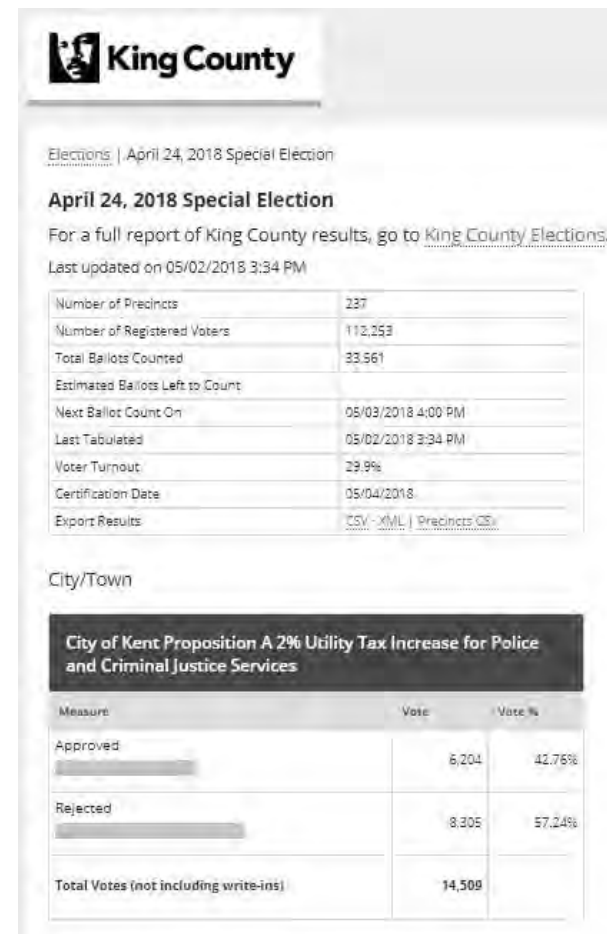 King County
Elections | April 24, 2018 Special Election
April 24, 2018 Special Election
For a full report of King County results, go to King County Elections.
Last updated on 05/02/2018 3:34 PM
Number of Precincts 237
Number of Registered Voters 112,253
Total Ballots Counted 33,561
Estimated Ballots Left to Count
Next Ballot Count On 05/03/2018 4:00 PM
Last Tabulated 05/02/2018 3:34 PM
Voter Turnout 29.9%
Certification Date 05/04/2018
Export Results CSV - XML | Precincts CSV
City/Town
City of Kent Proposition A 2% Utility Tax Increase for Police
and Criminal Justice Services
Measure Vote Vote %
Approved
6,204 42.76%
Rejected
8,305 57.24%
Total Votes (not including write-ins) 14,509